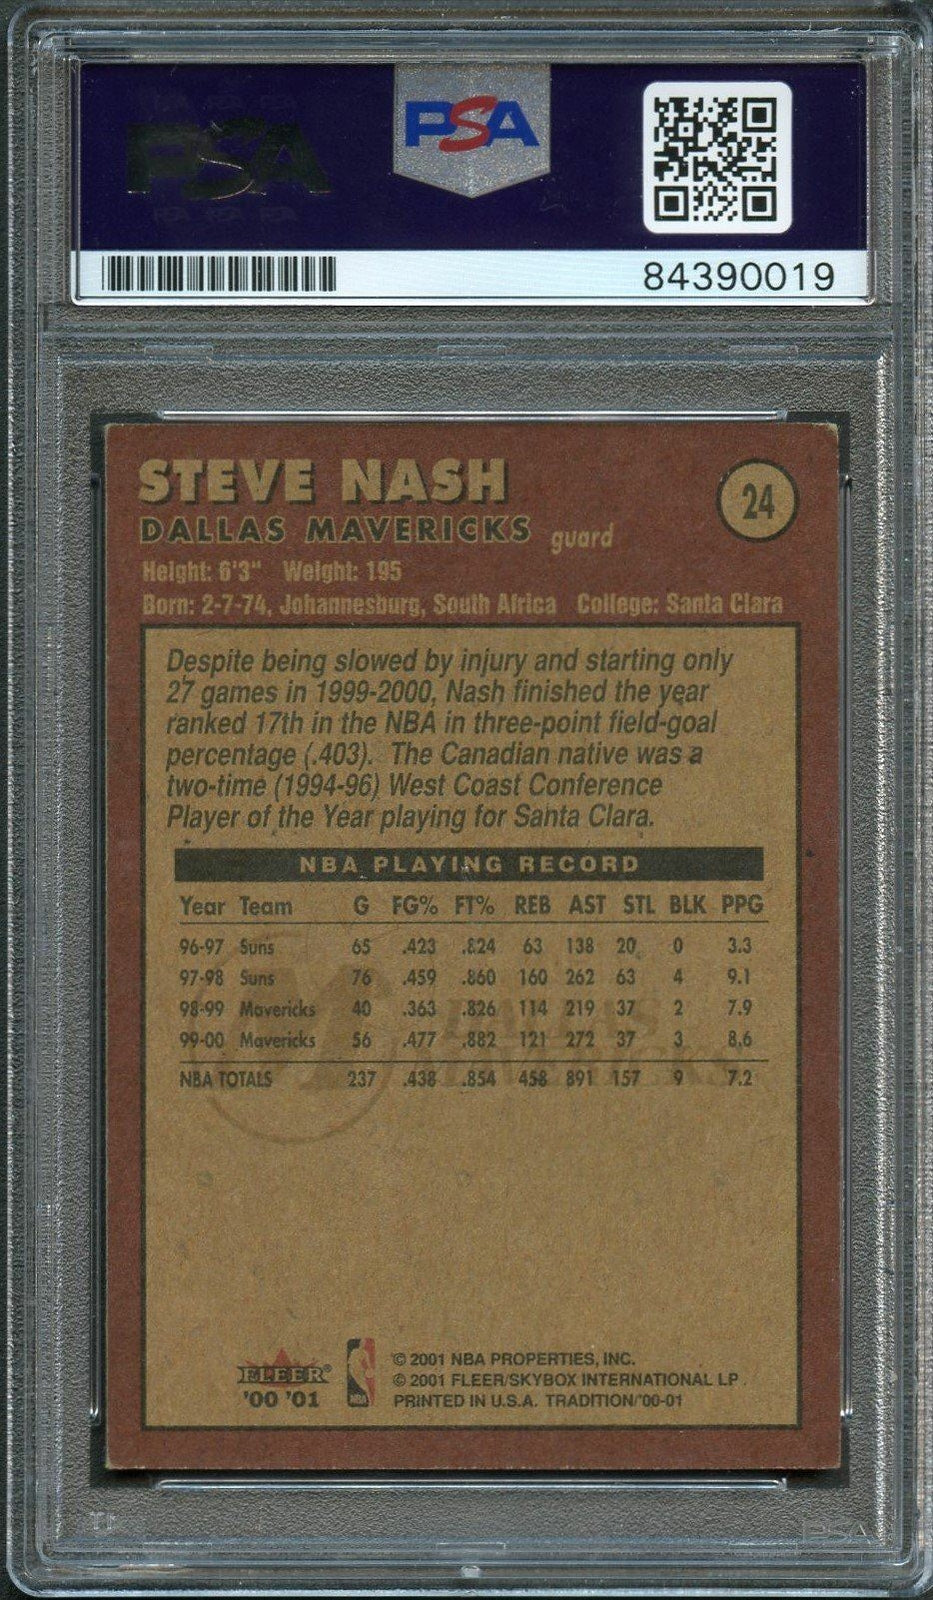 PSA
PSA
84390019
STEVE NASH
24
DALLAS MAVERICKS guard
Height: 6'3" Weight: 195
Born: 2-7-74, Johannesburg, South Africa College: Santa Clara
Despite being slowed by injury and starting only
27 games in 1999-2000, Nash finished the year
ranked 17th in the NBA in three-point field-goal
percentage (.403). The Canadian native was a
two-time (1994-96) West Coast Conference
Player of the Year playing for Santa Clara.
NBA PLAYING RECORD
Year Team G FG% FT% REB AST STL BLK PPG
96-97 Suns 65 .423 .824 63 138 20 0 3.3
97-98 Suns 76 .459 .860 160 262 63 4 9.1
98-99 Mavericks 40 .363 .826 114 219 37 2 7.9
99-00 Mavericks 56 .477 .882 121 272 37 3 8.6
NBA TOTALS 237 .438 .854 458 891 157 9 7.2
DALLAS
MAVERICKS
FLEER®
'00 '01
NBA
© 2001 NBA PROPERTIES, INC.
© 2001 FLEER/SKYBOX INTERNATIONAL LP.
PRINTED IN U.S.A. TRADITION/'00-01
PSA